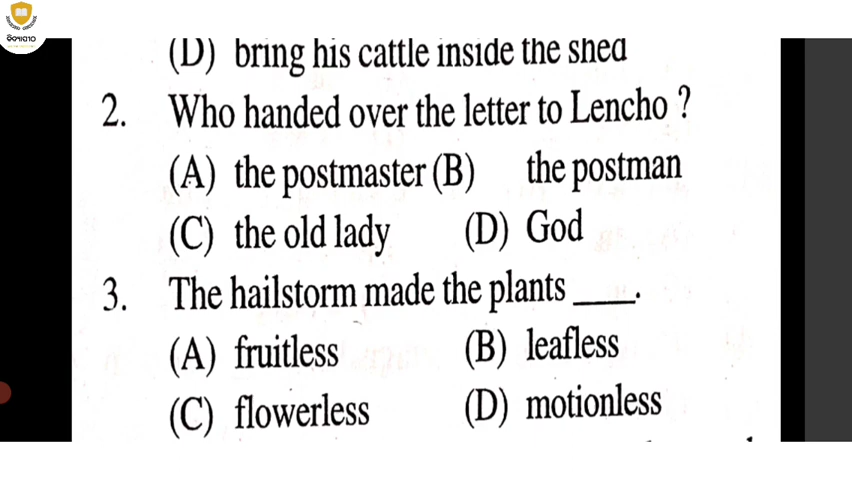 ଶିକ୍ଷାପୀଠ
(D) bring his cattle inside the shed
2. Who handed over the letter to Lencho ?
(A) the postmaster (B) the postman
(C) the old lady (D) God
3. The hailstorm made the plants ____.
(A) fruitless (B) leafless
(C) flowerless (D) motionless